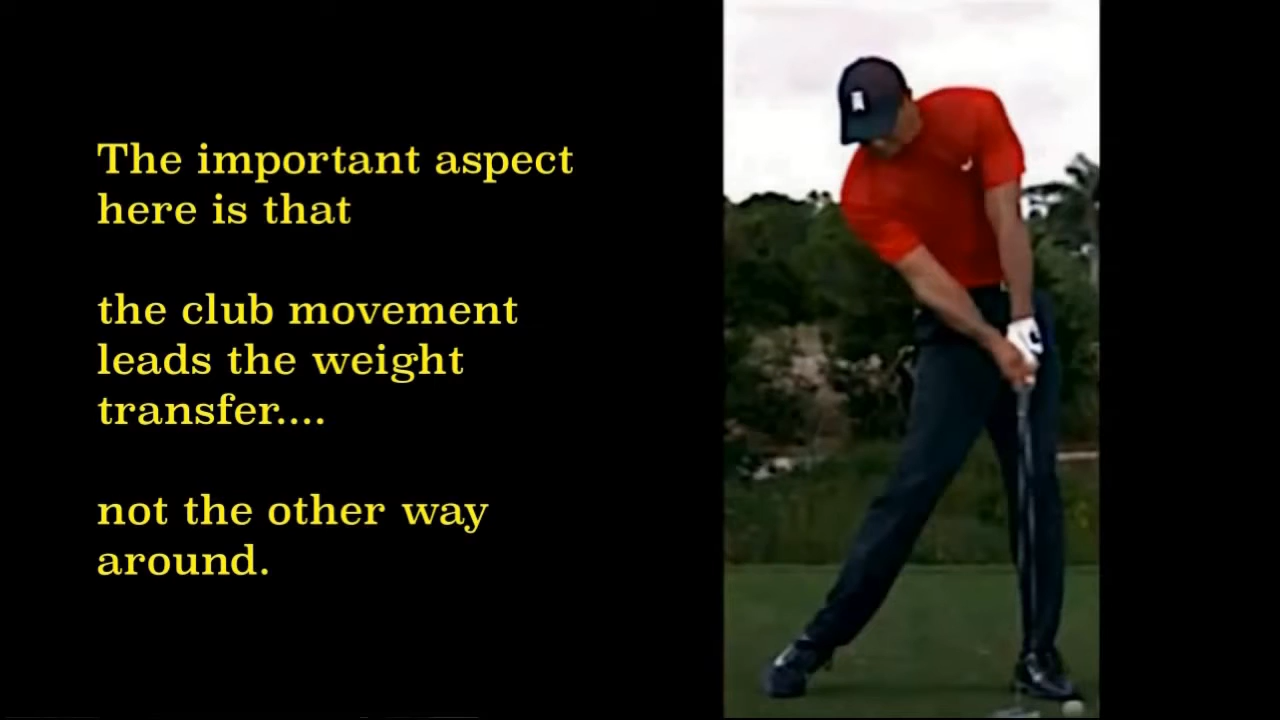 The important aspect
here is that
the club movement
leads the weight
transfer....
not the other way
around.